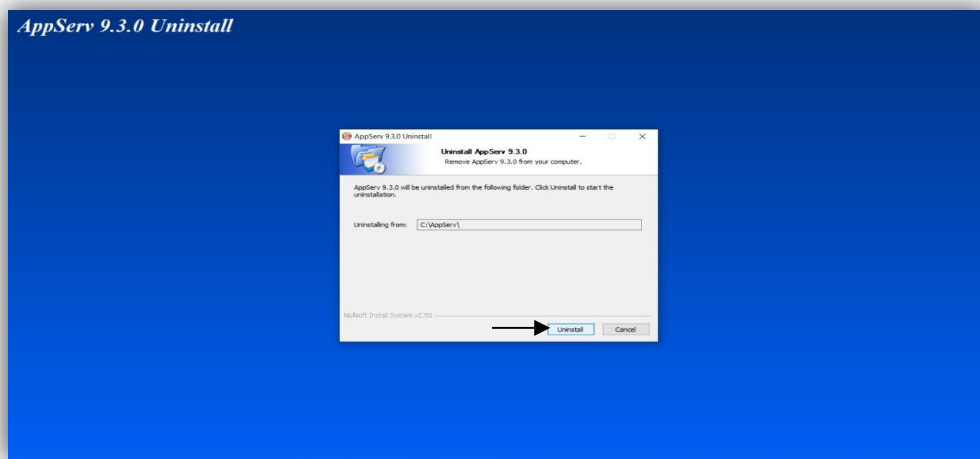 AppServ 9.3.0 Uninstall
AppServ 9.3.0 Uninstall
Uninstall AppServ 9.3.0
Remove AppServ 9.3.0 from your computer.
AppServ 9.3.0 will be uninstalled from the following folder. Click Uninstall to start the
uninstallation.
Uninstalling from: C:\AppServ\
Nullsoft Install System v2.50
Uninstall Cancel